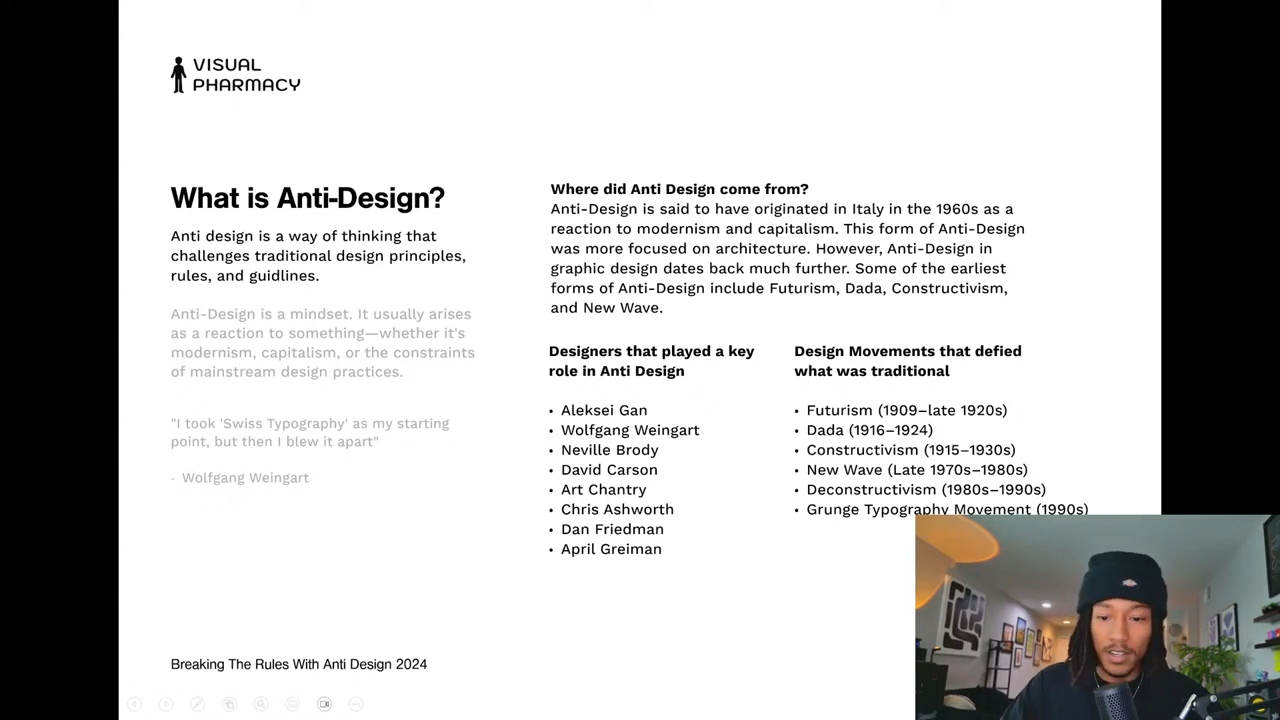 VISUAL
PHARMACY
What is Anti-Design?
Anti design is a way of thinking that
challenges traditional design principles,
rules, and guidlines.
Anti-Design is a mindset. It usually arises
as a reaction to something—whether it's
modernism, capitalism, or the constraints
of mainstream design practices.
"I took 'Swiss Typography' as my starting
point, but then I blew it apart"
- Wolfgang Weingart
Where did Anti Design come from?
Anti-Design is said to have originated in Italy in the 1960s as a
reaction to modernism and capitalism. This form of Anti-Design
was more focused on architecture. However, Anti-Design in
graphic design dates back much further. Some of the earliest
forms of Anti-Design include Futurism, Dada, Constructivism,
and New Wave.
Designers that played a key
role in Anti Design
• Aleksei Gan
• Wolfgang Weingart
• Neville Brody
• David Carson
• Art Chantry
• Chris Ashworth
• Dan Friedman
• April Greiman
Design Movements that defied
what was traditional
• Futurism (1909–late 1920s)
• Dada (1916–1924)
• Constructivism (1915–1930s)
• New Wave (Late 1970s–1980s)
• Deconstructivism (1980s–1990s)
• Grunge Typography Movement (1990s)
Breaking The Rules With Anti Design 2024